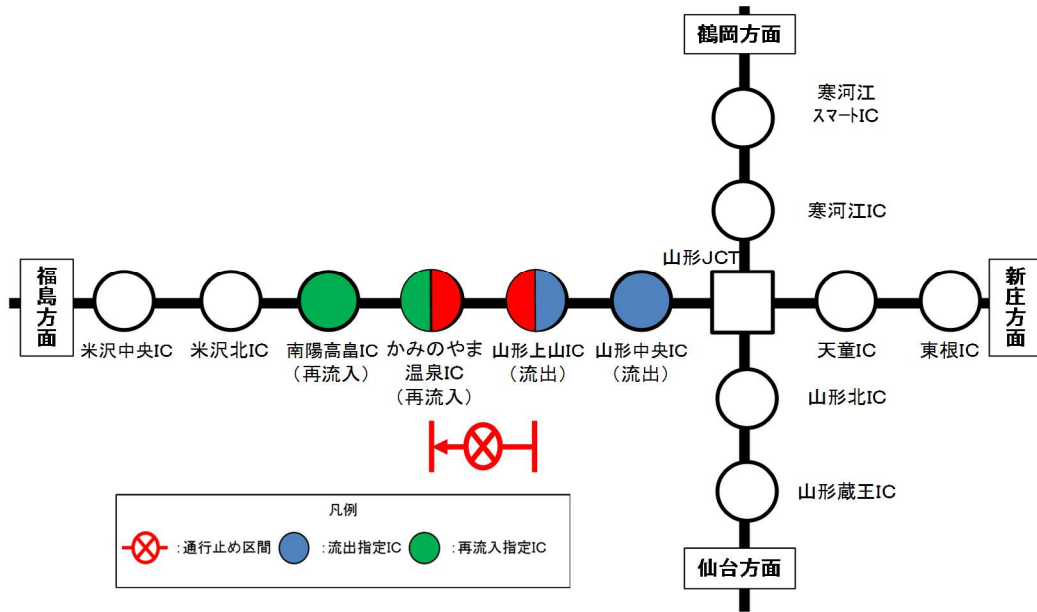 鶴岡方面
寒河江
スマートIC
寒河江IC
山形JCT
福島方面
新庄方面
米沢中央IC
米沢北IC
南陽高畠IC
（再流入）
かみのやま
温泉IC
（再流入）
山形上山IC
（流出）
山形中央IC
（流出）
天童IC
東根IC
山形北IC
山形蔵王IC
仙台方面
凡例
:通行止め区間
:流出指定IC
:再流入指定IC